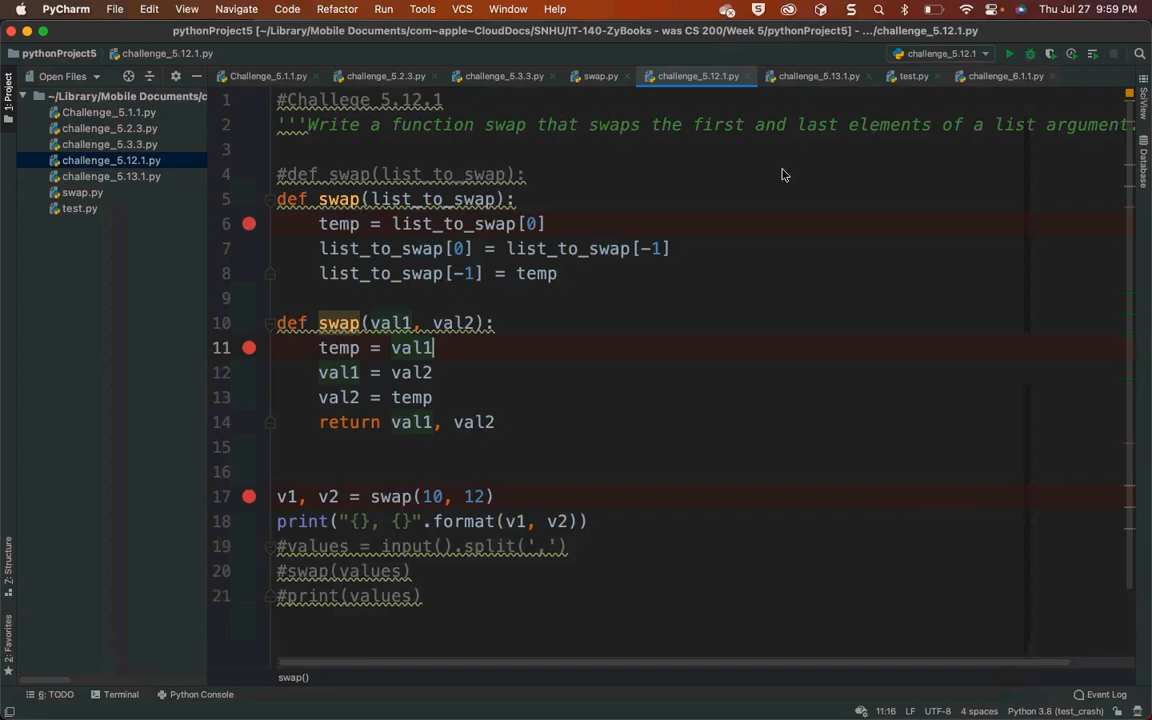 PyCharm File Edit View Navigate Code Refactor Run Tools VCS Window Help Thu Jul 27 9:59 PM
pythonProject5 [~/Library/Mobile Documents/com~apple~CloudDocs/SNHU/IT-140-ZyBooks - was CS 200/Week 5/pythonProject5] - .../challenge_5.12.1.py
pythonProject5 challenge_5.12.1.py challenge_5.12.1
Open Files Challenge_5.1.1.py challenge_5.2.3.py challenge_5.3.3.py swap.py challenge_5.12.1.py challenge_5.13.1.py test.py challenge_6.1.1.py
~/Library/Mobile Documents/c
Challenge_5.1.1.py
challenge_5.2.3.py
challenge_5.3.3.py
challenge_5.12.1.py
challenge_5.13.1.py
swap.py
test.py
1: Project
7: Structure
2: Favorites
1 #Challege 5.12.1
2 '''Write a function swap that swaps the first and last elements of a list argument.
3
4 #def swap(list_to_swap):
5 def swap(list_to_swap):
6 temp = list_to_swap[0]
7 list_to_swap[0] = list_to_swap[-1]
8 list_to_swap[-1] = temp
9
10 def swap(val1, val2):
11 temp = val1
12 val1 = val2
13 val2 = temp
14 return val1, val2
15
16
17 v1, v2 = swap(10, 12)
18 print("{}, {}".format(v1, v2))
19 #values = input().split(',')
20 #swap(values)
21 #print(values)
SciView
Database
swap()
6: TODO Terminal Python Console Event Log
11:16 LF UTF-8 4 spaces Python 3.8 (test_crash)